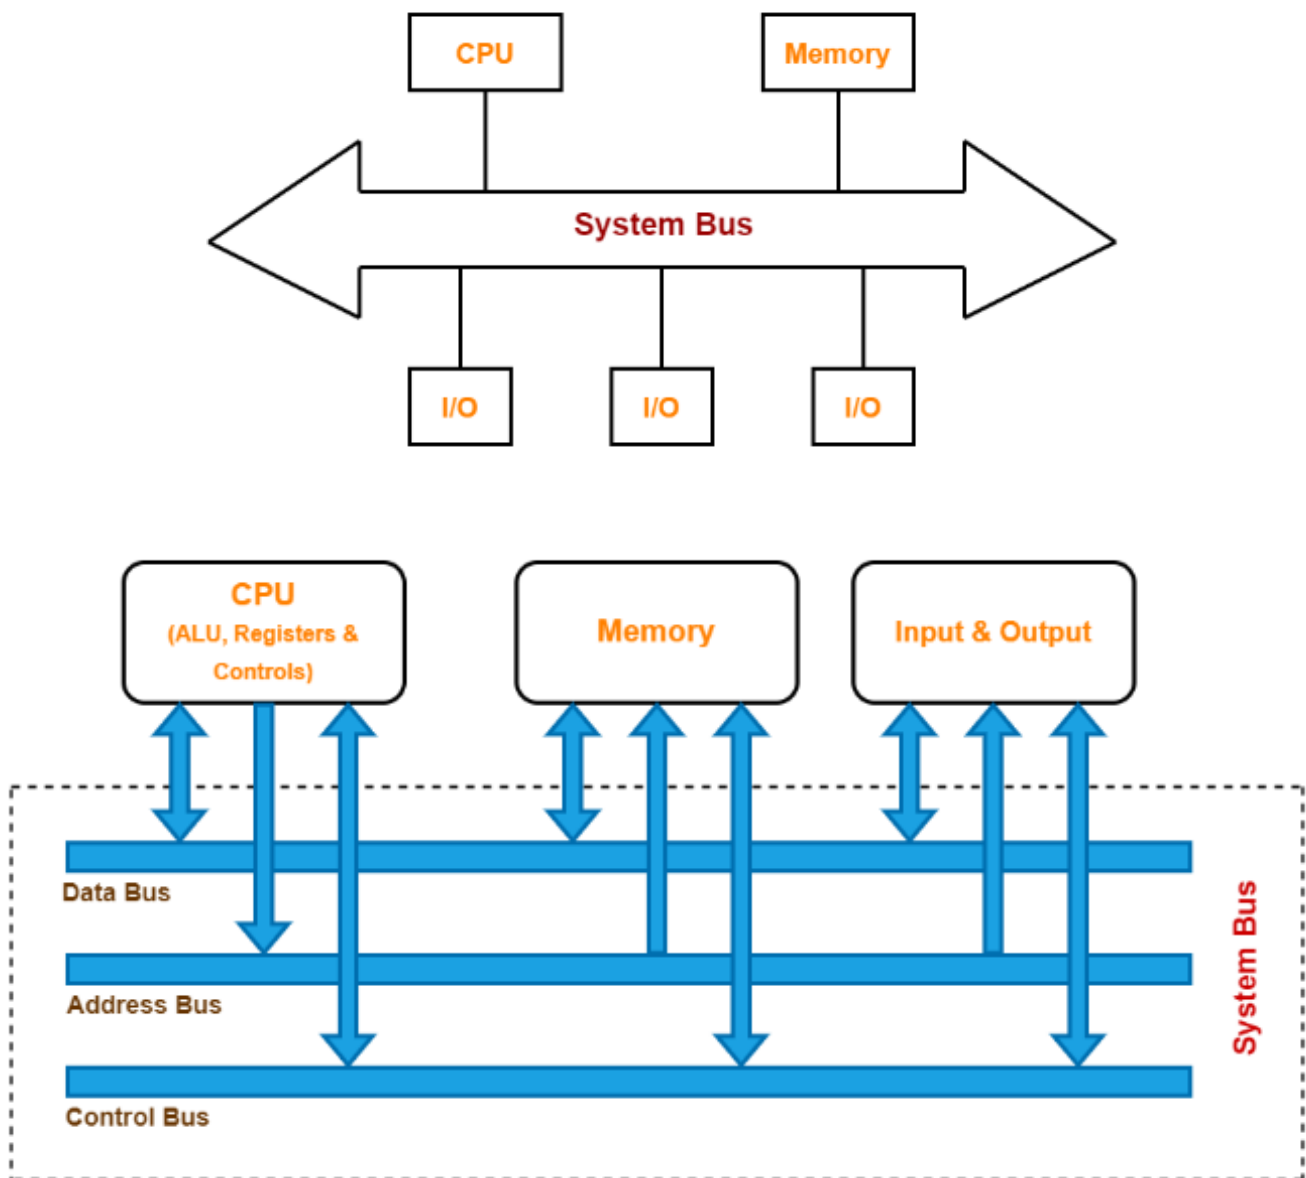 CPU
Memory
System Bus
I/O
I/O
I/O
CPU
(ALU, Registers &
Controls)
Memory
Input & Output
Data Bus
Address Bus
Control Bus
System Bus